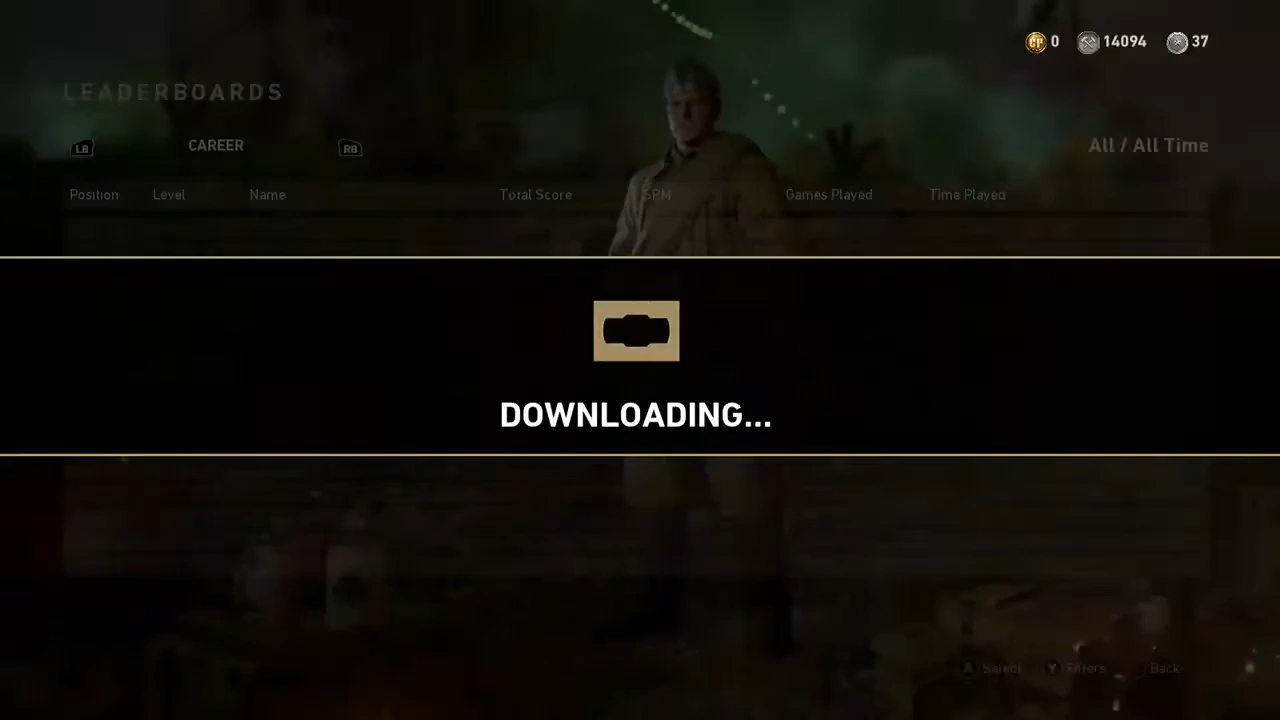 CP 0 14094 37
LEADERBOARDS
LB CAREER RB All / All Time
Position Level Name Total Score SPM Games Played Time Played
DOWNLOADING...
A Select Y Filters Back